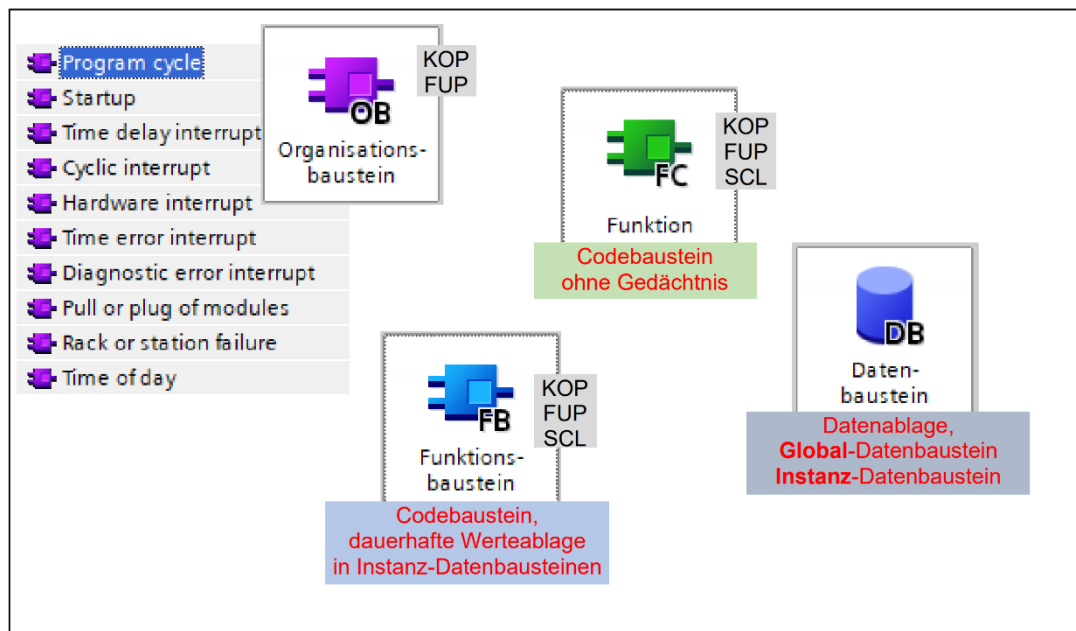 Program cycle
Startup
Time delay interrupt
Cyclic interrupt
Hardware interrupt
Time error interrupt
Diagnostic error interrupt
Pull or plug of modules
Rack or station failure
Time of day
OB
Organisations-
baustein
KOP
FUP
FC
Funktion
KOP
FUP
SCL
Codebaustein
ohne Gedächtnis
DB
Daten-
baustein
Datenablage,
Global-Datenbaustein
Instanz-Datenbaustein
FB
Funktions-
baustein
KOP
FUP
SCL
Codebaustein,
dauerhafte Werteablage
in Instanz-Datenbausteinen